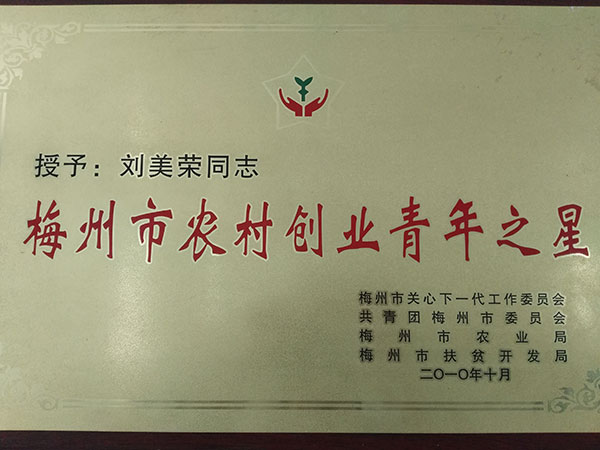 授予：刘美荣同志
梅州市农村创业青年之星
梅州市关心下一代工作委员会
共青团梅州市委员会
梅州市农业局
梅州市扶贫开发局
二〇一〇年十月